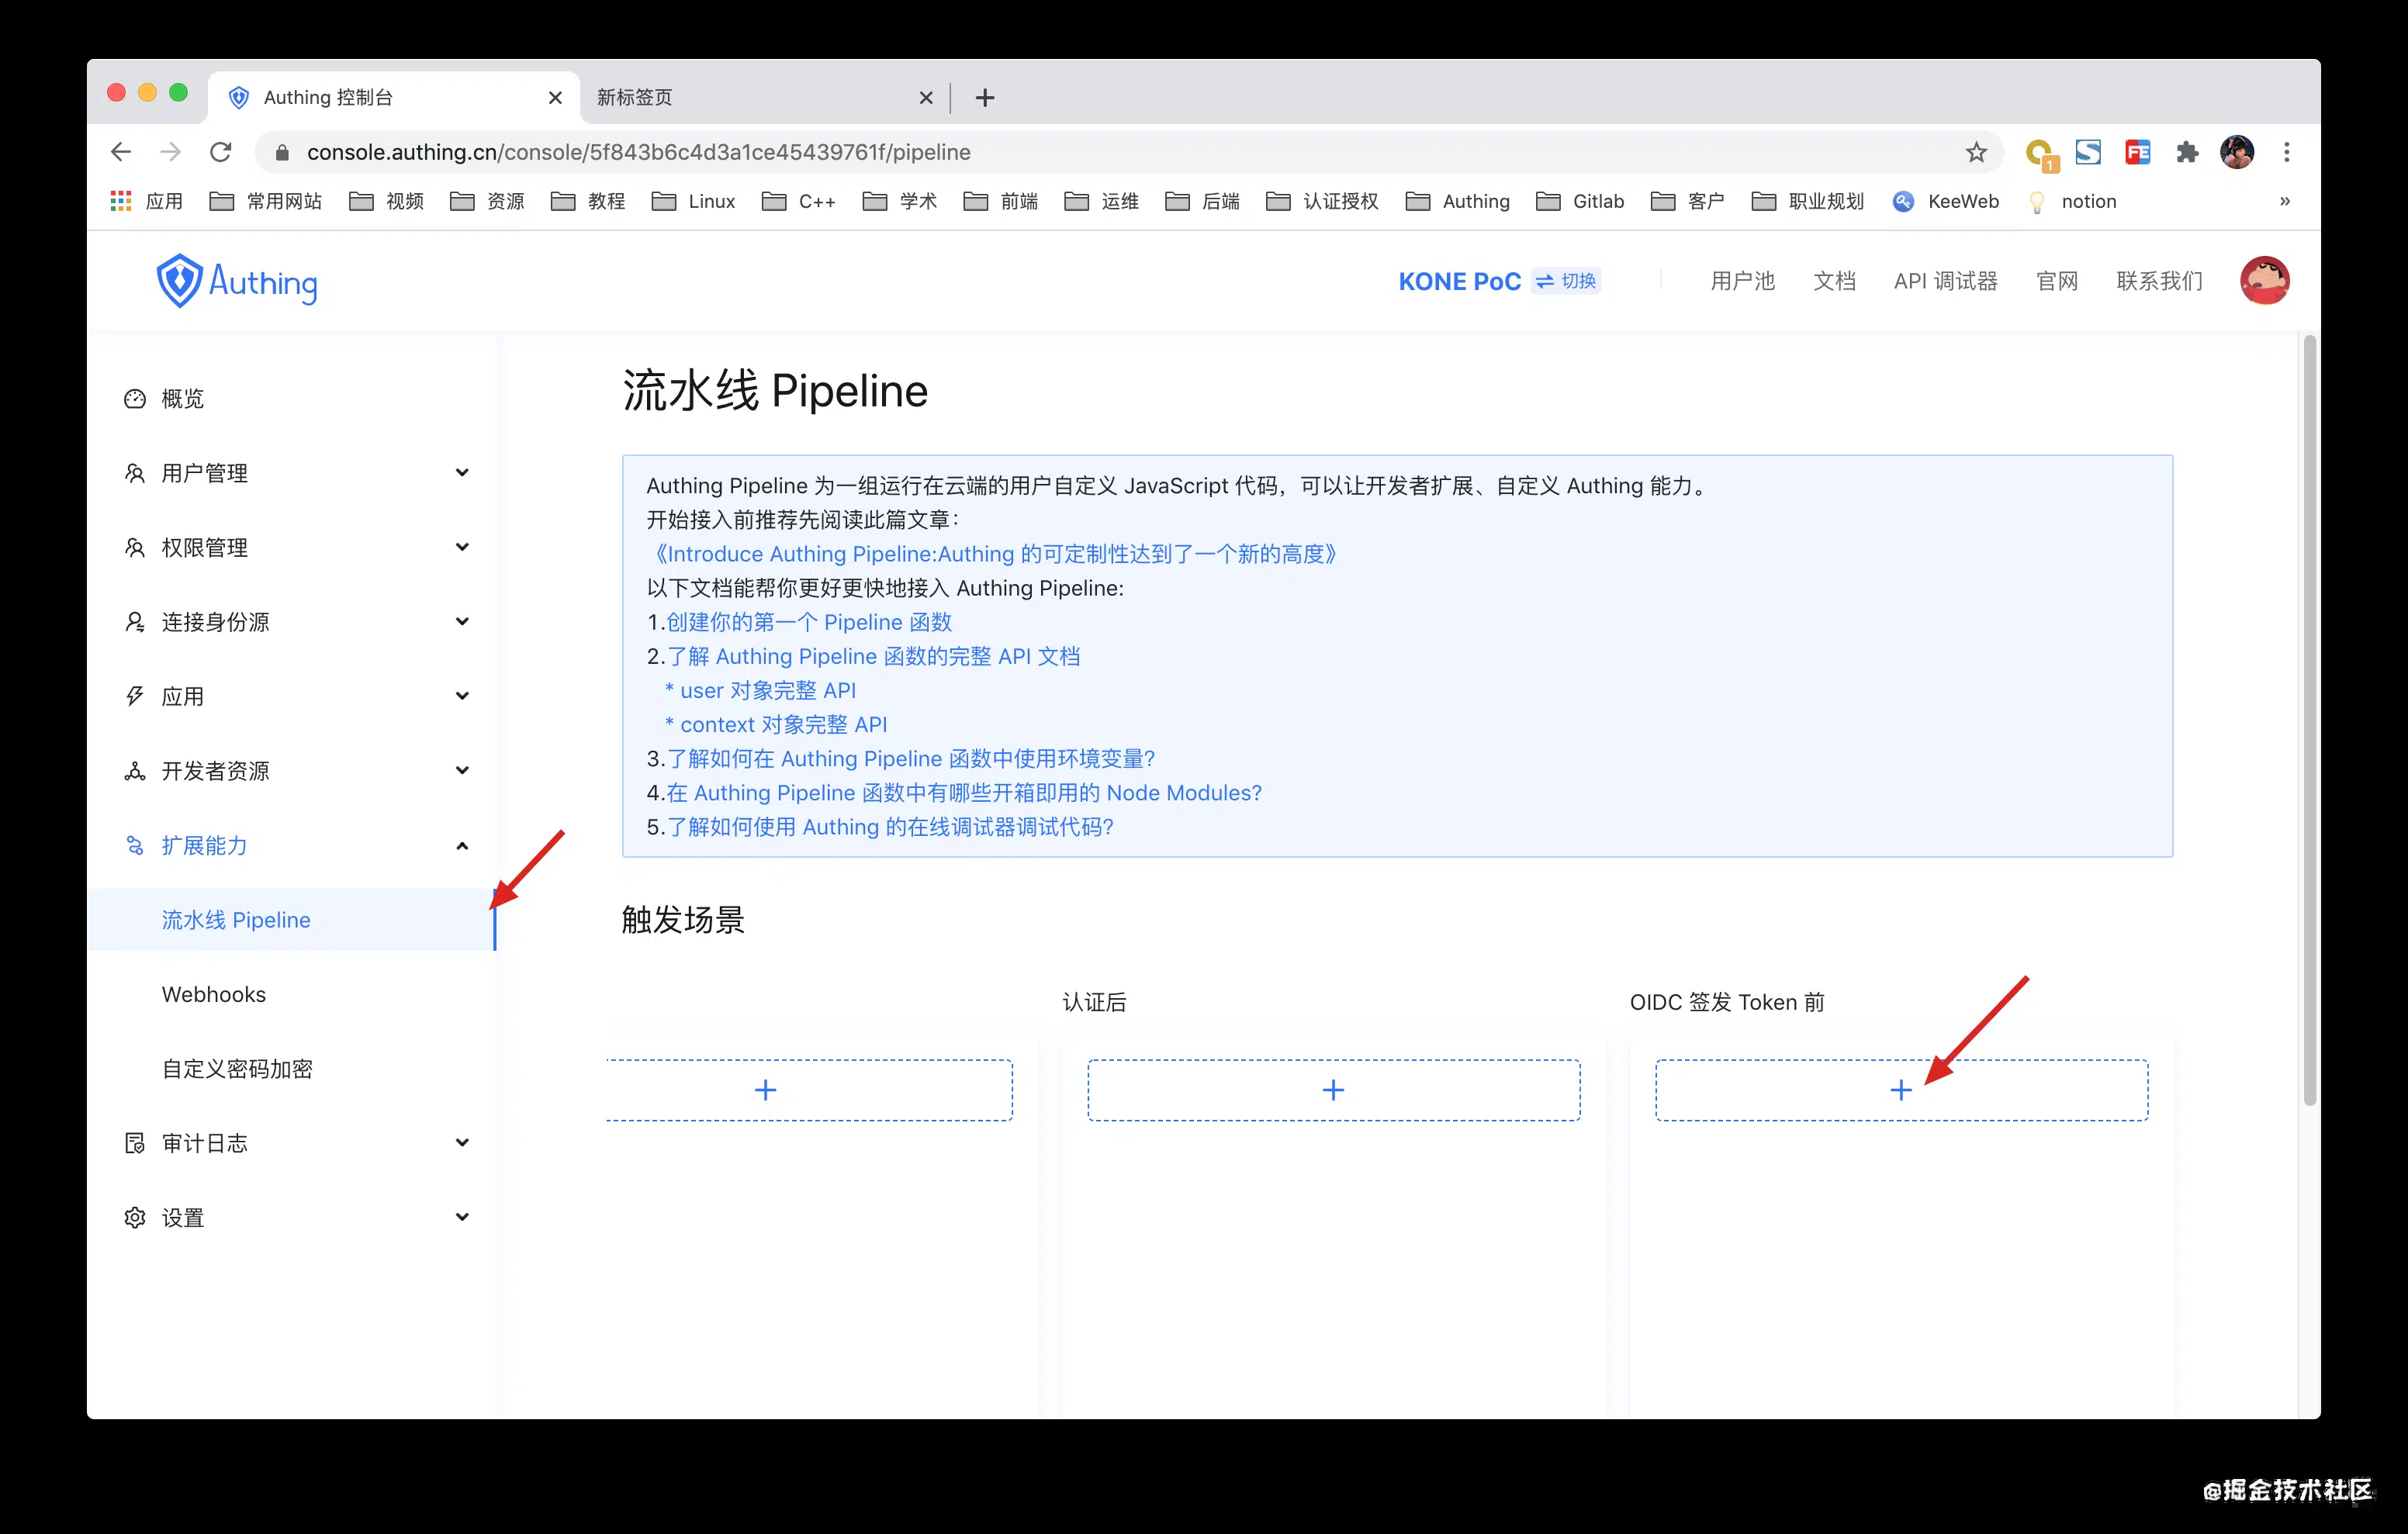 Authing 控制台
新标签页
console.authing.cn/console/5f843b6c4d3a1ce45439761f/pipeline
1
FE
应用 常用网站 视频 资源 教程 Linux C++ 学术 前端 运维 后端 认证授权 Authing Gitlab 客户 职业规划 KeeWeb notion »
Authing
KONE PoC 切换 用户池 文档 API 调试器 官网 联系我们
概览
用户管理
权限管理
连接身份源
应用
开发者资源
扩展能力
流水线 Pipeline
Webhooks
自定义密码加密
审计日志
设置
流水线 Pipeline
Authing Pipeline 为一组运行在云端的用户自定义 JavaScript 代码，可以让开发者扩展、自定义 Authing 能力。
开始接入前推荐先阅读此篇文章：
《Introduce Authing Pipeline:Authing 的可定制性达到了一个新的高度》
以下文档能帮你更好更快地接入 Authing Pipeline:
1.创建你的第一个 Pipeline 函数
2.了解 Authing Pipeline 函数的完整 API 文档
* user 对象完整 API
* context 对象完整 API
3.了解如何在 Authing Pipeline 函数中使用环境变量?
4.在 Authing Pipeline 函数中有哪些开箱即用的 Node Modules?
5.了解如何使用 Authing 的在线调试器调试代码?
触发场景
认证后
OIDC 签发 Token 前
@掘金技术社区